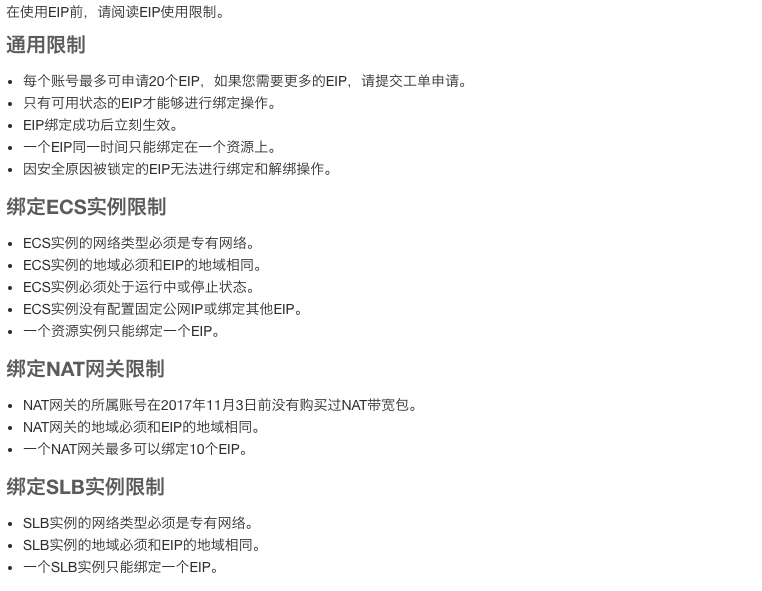 在使用EIP前，请阅读EIP使用限制。
通用限制
• 每个账号最多可申请20个EIP，如果您需要更多的EIP，请提交工单申请。
• 只有可用状态的EIP才能够进行绑定操作。
• EIP绑定成功后立刻生效。
• 一个EIP同一时间只能绑定在一个资源上。
• 因安全原因被锁定的EIP无法进行绑定和解绑操作。
绑定ECS实例限制
• ECS实例的网络类型必须是专有网络。
• ECS实例的地域必须和EIP的地域相同。
• ECS实例必须处于运行中或停止状态。
• ECS实例没有配置固定公网IP或绑定其他EIP。
• 一个资源实例只能绑定一个EIP。
绑定NAT网关限制
• NAT网关的所属账号在2017年11月3日前没有购买过NAT带宽包。
• NAT网关的地域必须和EIP的地域相同。
• 一个NAT网关最多可以绑定10个EIP。
绑定SLB实例限制
• SLB实例的网络类型必须是专有网络。
• SLB实例的地域必须和EIP的地域相同。
• 一个SLB实例只能绑定一个EIP。